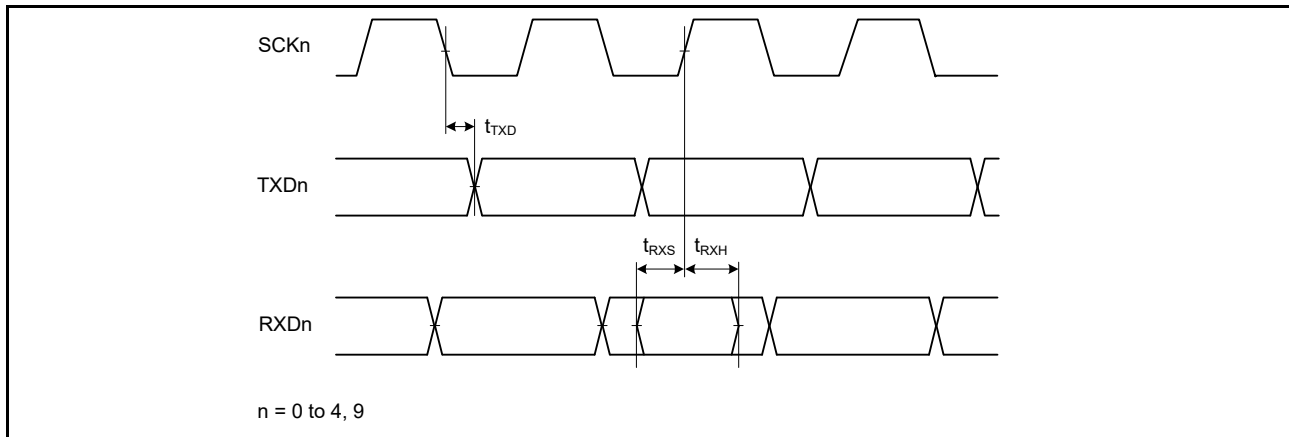 SCKn
tTXD
TXDn
tRXS tRXH
RXDn
n = 0 to 4, 9